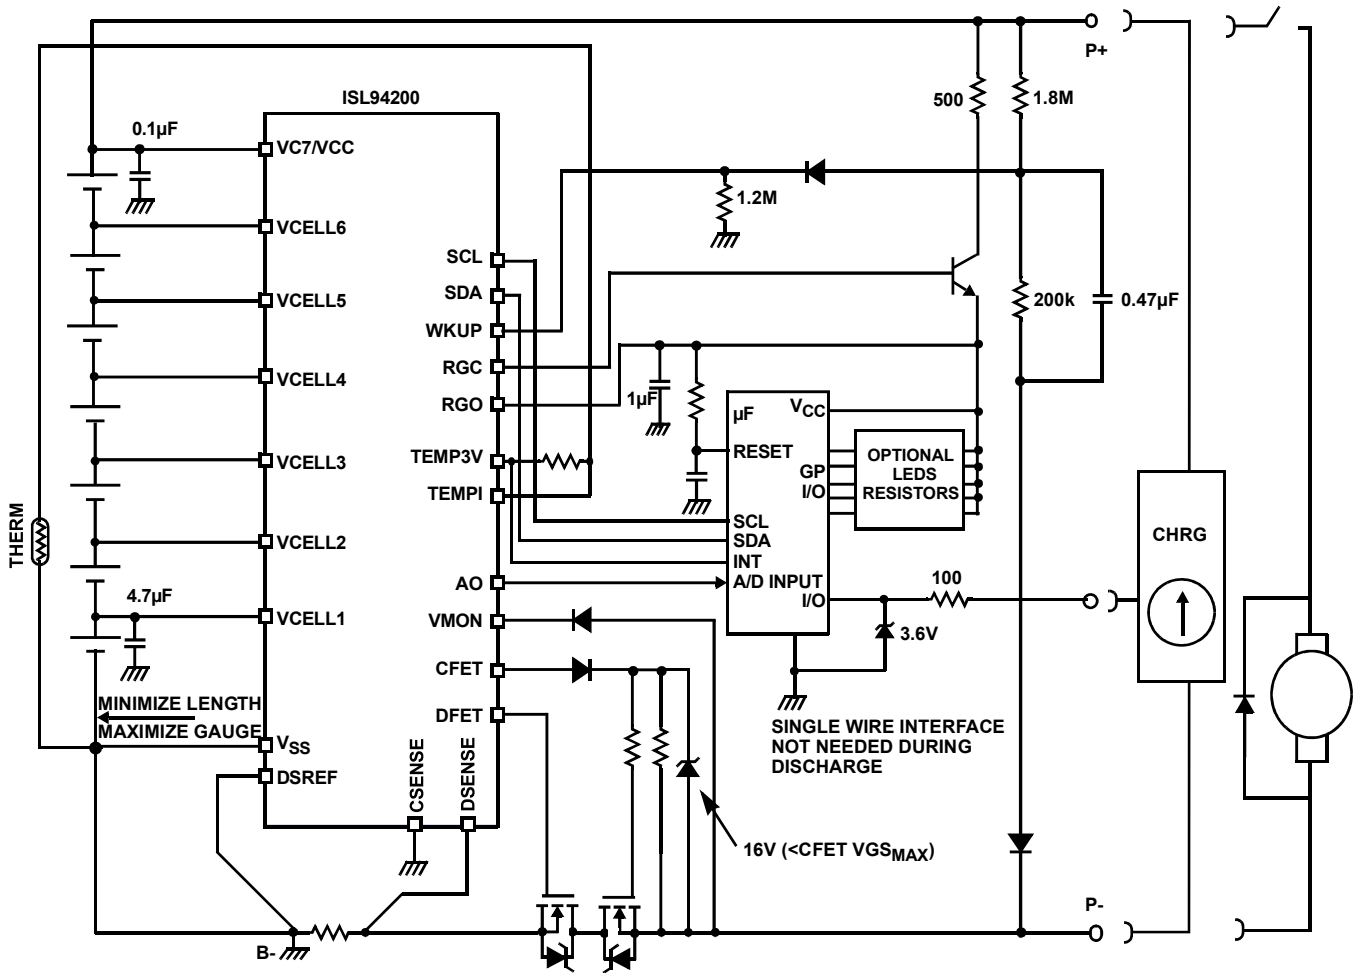 P+
ISL94200
500
1.8M
0.1µF
VC7/VCC
1.2M
VCELL6
SCL
SDA
WKUP
RGC
RGO
TEMP3V
TEMPI
VCELL5
200k
0.47µF
VCELL4
1µF
µF
VCC
RESET
GP
I/O
OPTIONAL
LEDS
RESISTORS
VCELL3
SCL
SDA
INT
A/D INPUT
I/O
CHRG
THERM
VCELL2
100
AO
4.7µF
VCELL1
VMON
3.6V
CFET
DFET
MINIMIZE LENGTH
MAXIMIZE GAUGE
VSS
DSREF
CSENSE
DSENSE
SINGLE WIRE INTERFACE
NOT NEEDED DURING
DISCHARGE
16V (<CFET VGSMAX)
P-
B-